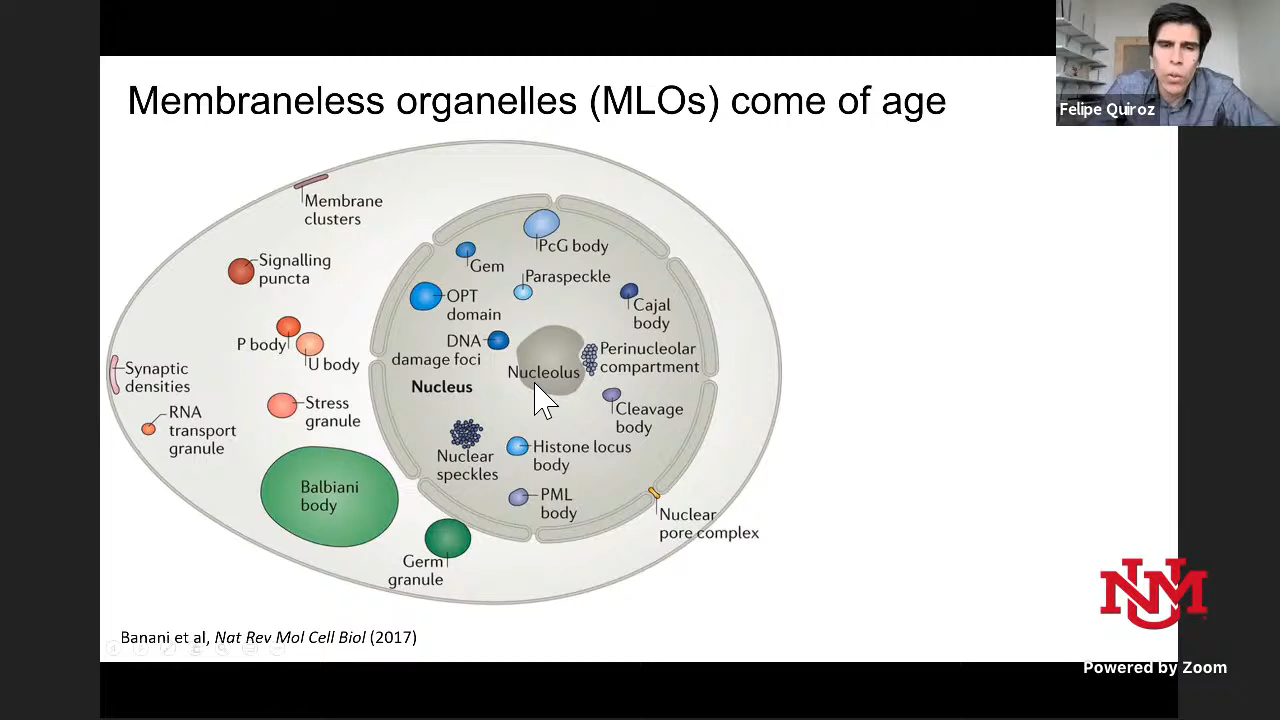 Membraneless organelles (MLOs) come of age
Felipe Quiroz
Membrane
clusters
Signalling
puncta
P body
U body
Synaptic
densities
RNA
transport
granule
Stress
granule
Balbiani
body
Germ
granule
PcG body
Gem
Paraspeckle
OPT
domain
Cajal
body
DNA
damage foci
Perinucleolar
compartment
Nucleolus
Nucleus
Cleavage
body
Histone locus
body
Nuclear
speckles
PML
body
Nuclear
pore complex
Banani et al, Nat Rev Mol Cell Biol (2017)
UNM
Powered by Zoom